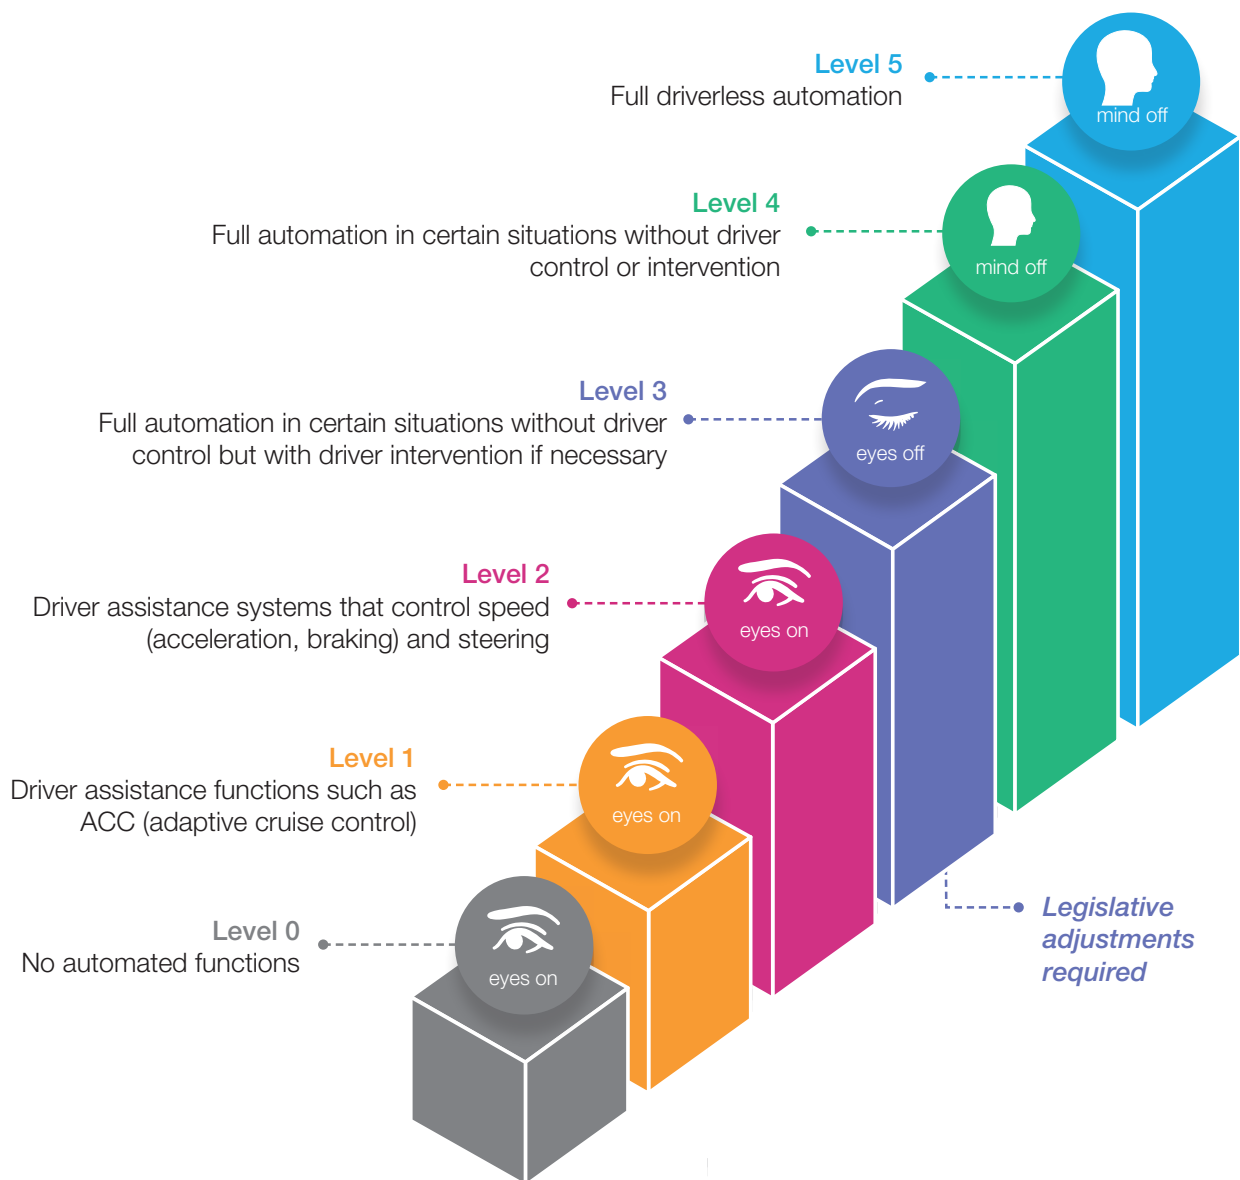 Level 5
Full driverless automation
mind off
Level 4
Full automation in certain situations without driver
control or intervention
mind off
Level 3
Full automation in certain situations without driver
control but with driver intervention if necessary
eyes off
Level 2
Driver assistance systems that control speed
(acceleration, braking) and steering
eyes on
Level 1
Driver assistance functions such as
ACC (adaptive cruise control)
eyes on
Level 0
No automated functions
eyes on
Legislative
adjustments
required